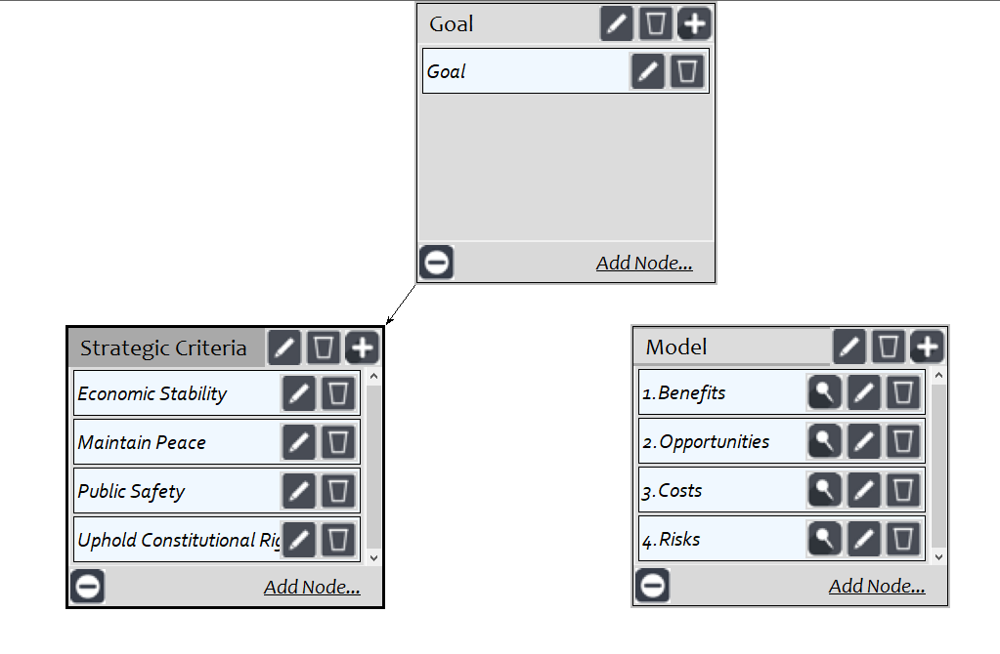 Goal
Goal
Add Node...
Strategic Criteria
Economic Stability
Maintain Peace
Public Safety
Uphold Constitutional
Add Node...
Model
1.Benefits
2.Opportunities
3.Costs
4.Risks
Add Node...